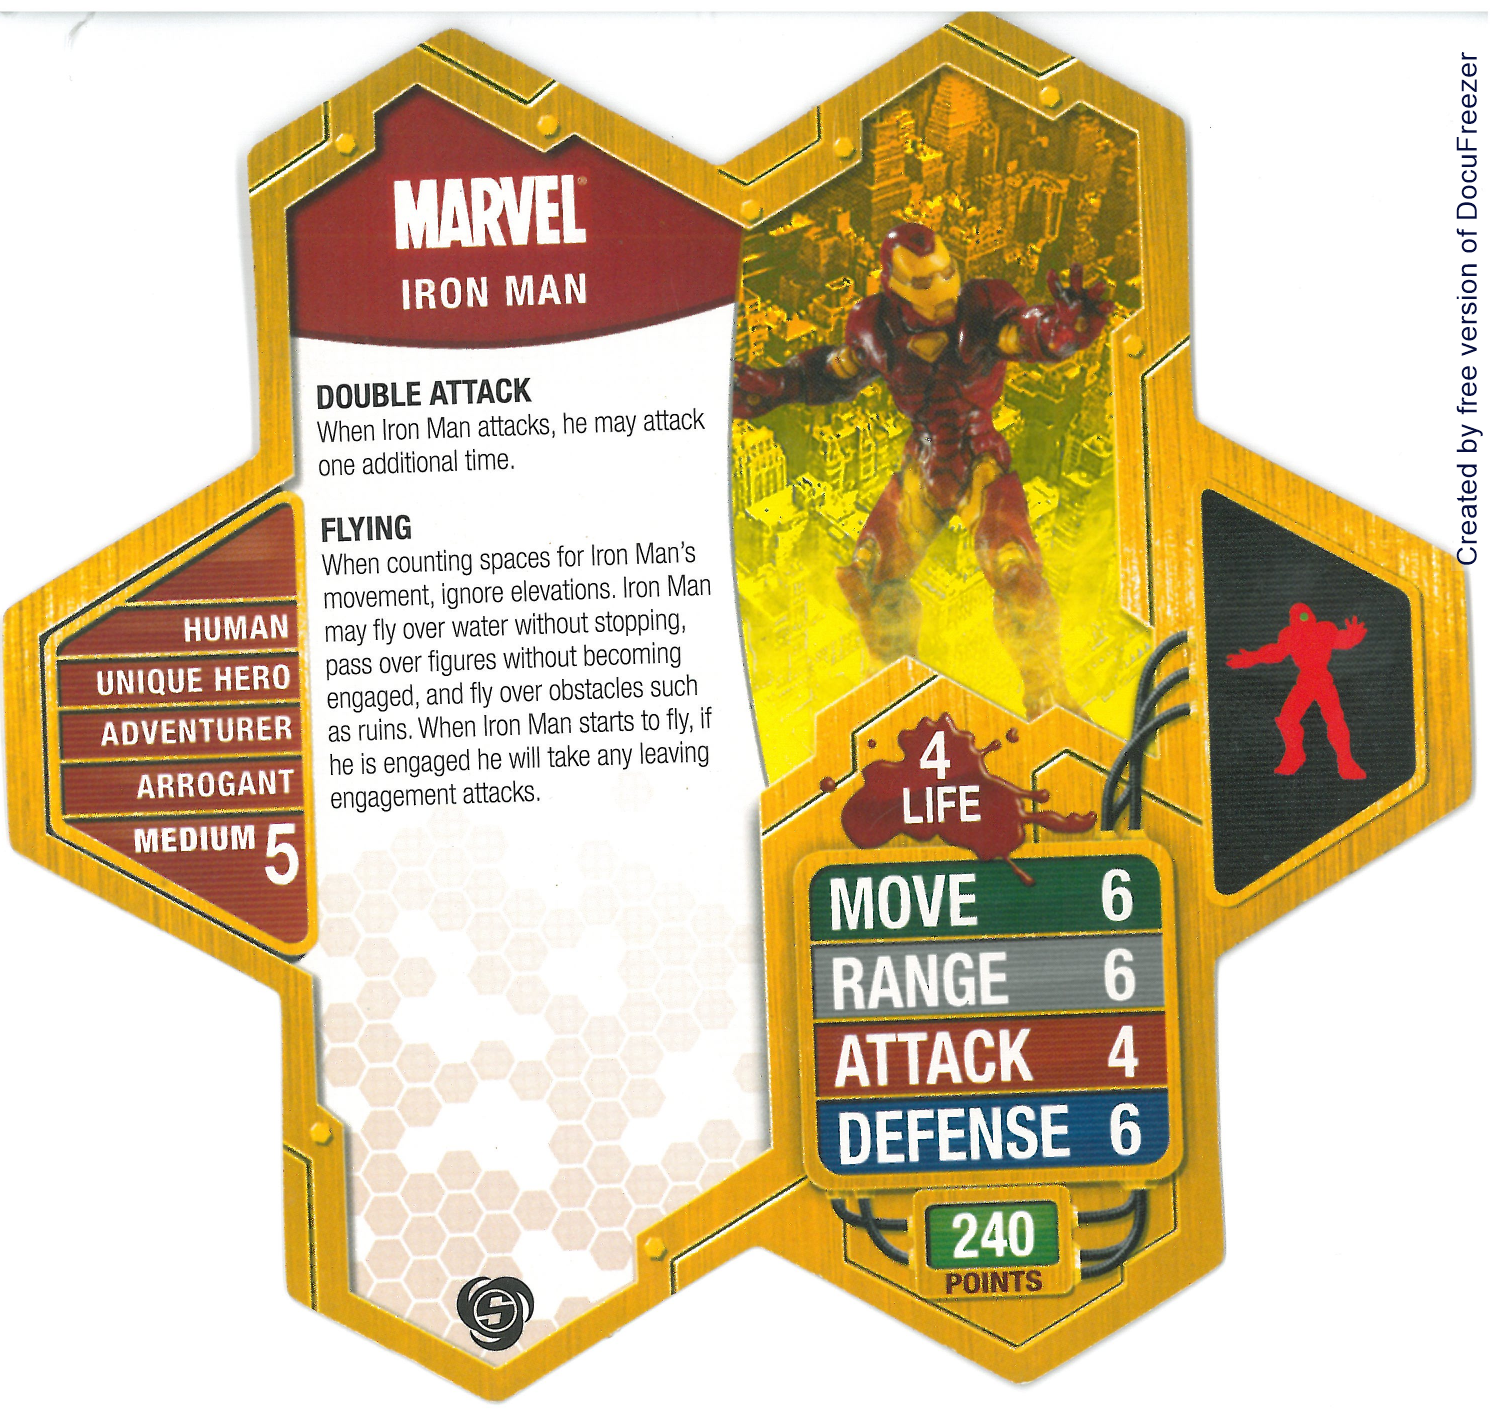 MARVEL®
IRON MAN
DOUBLE ATTACK
When Iron Man attacks, he may attack
one additional time.
FLYING
When counting spaces for Iron Man's
movement, ignore elevations. Iron Man
may fly over water without stopping,
pass over figures without becoming
engaged, and fly over obstacles such
as ruins. When Iron Man starts to fly, if
he is engaged he will take any leaving
engagement attacks.
HUMAN
UNIQUE HERO
ADVENTURER
ARROGANT
MEDIUM 5
4
LIFE
MOVE 6
RANGE 6
ATTACK 4
DEFENSE 6
240
POINTS
S
Created by free version of DocuFreezer